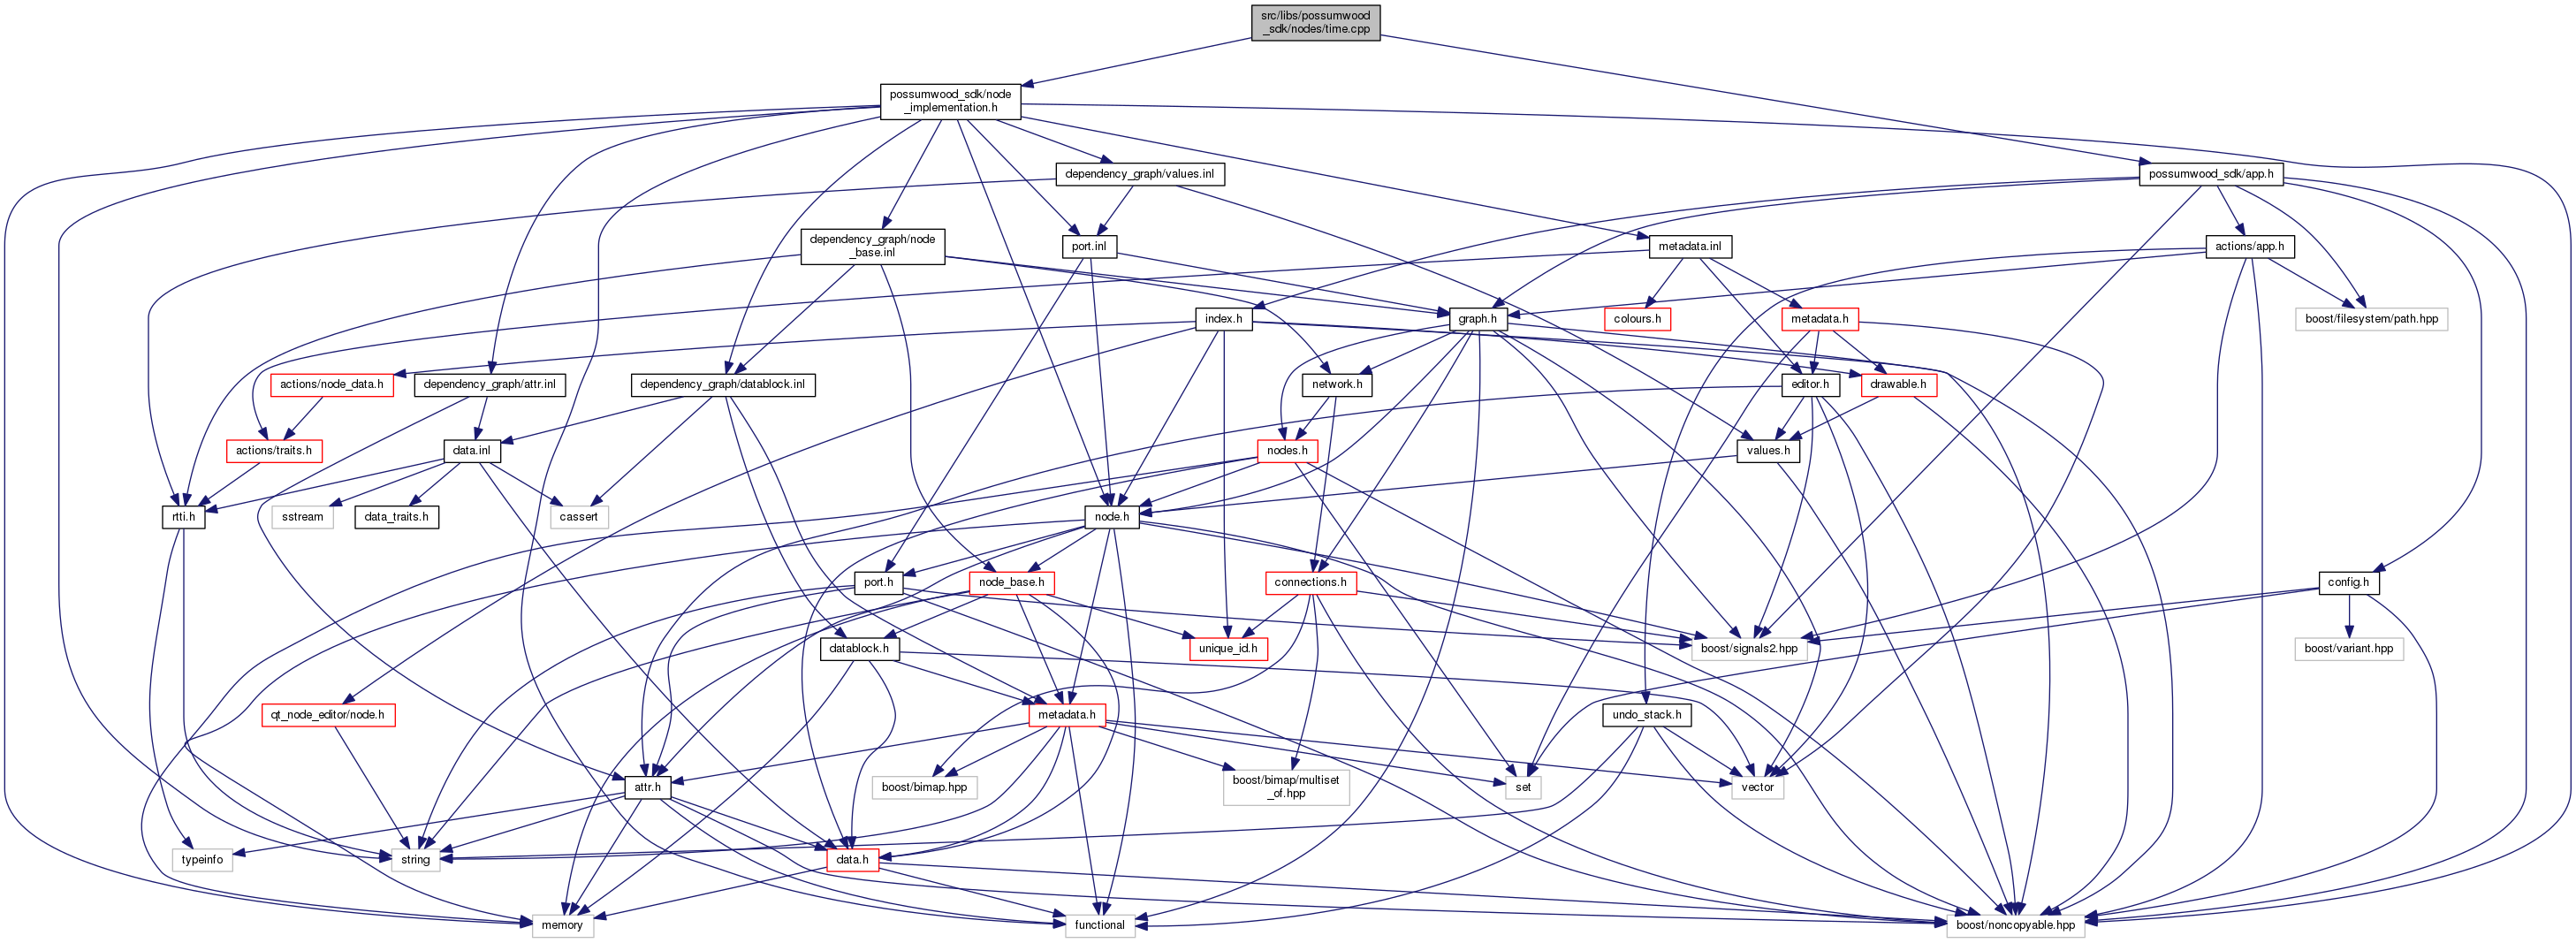 src/libs/possumwood
_sdk/nodes/time.cpp
possumwood_sdk/node
_implementation.h
dependency_graph/values.inl
possumwood_sdk/app.h
dependency_graph/node
_base.inl
port.inl
metadata.inl
actions/app.h
index.h
graph.h
colours.h
metadata.h
boost/filesystem/path.hpp
actions/node_data.h
dependency_graph/attr.inl
dependency_graph/datablock.inl
network.h
editor.h
drawable.h
actions/traits.h
data.inl
nodes.h
values.h
rtti.h
sstream
data_traits.h
cassert
node.h
port.h
node_base.h
connections.h
config.h
datablock.h
unique_id.h
boost/signals2.hpp
boost/variant.hpp
qt_node_editor/node.h
metadata.h
undo_stack.h
attr.h
boost/bimap.hpp
boost/bimap/multiset
_of.hpp
set
vector
typeinfo
string
data.h
memory
functional
boost/noncopyable.hpp